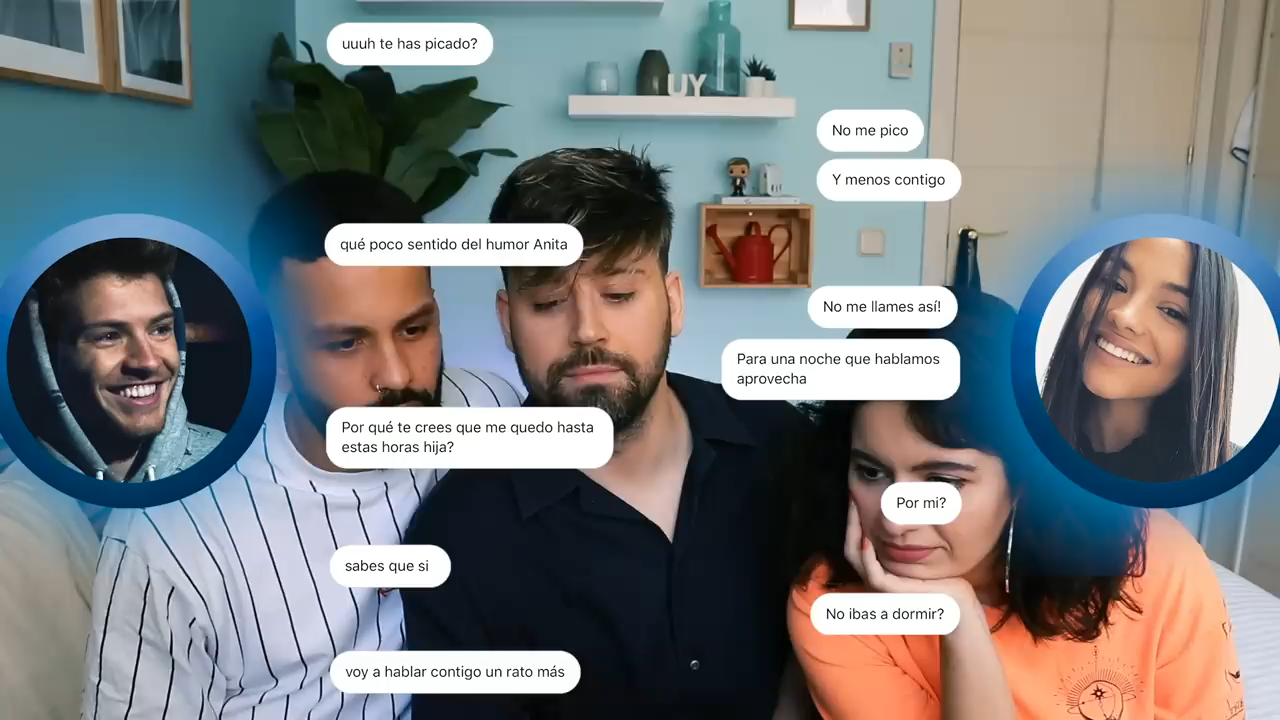 uuuh te has picado?
UY
No me pico
Y menos contigo
qué poco sentido del humor Anita
No me llames así!
Para una noche que hablamos
aprovecha
Por qué te crees que me quedo hasta
estas horas hija?
Por mi?
sabes que si
No ibas a dormir?
voy a hablar contigo un rato más